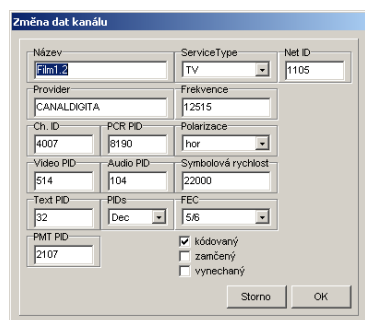 Změna dat kanálu
Název ServiceType Net ID
Film1.2 TV 1105
Provider Frekvence
CANALDIGITA 12515
Ch. ID PCR PID Polarizace
4007 8190 hor
Video PID Audio PID Symbolová rychlost
514 104 22000
Text PID PIDs FEC
32 Dec 5/6
PMT PID
2107
kódovaný
zamčený
vynechaný
Storno OK